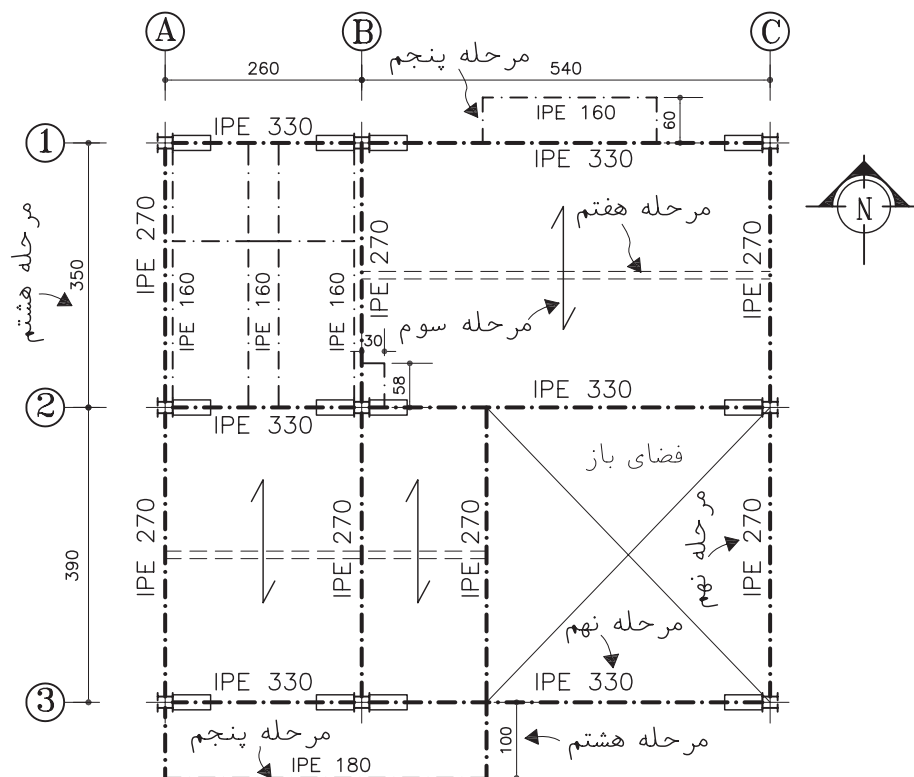 A
B
C
260
مرحله پنجم
540
IPE 160
60
1
IPE 330
IPE 330
N
مرحله هشتم
350
IPE 270
IPE 270
مرحله هفتم
IPE 270
IPE 160
IPE 160
IPE 160
مرحله سوم
30
58
2
IPE 330
IPE 330
فضای باز
390
IPE 270
IPE 270
IPE 270
IPE 270
مرحله نهم
مرحله نهم
3
IPE 330
IPE 330
مرحله پنجم
IPE 180
100
مرحله هشتم